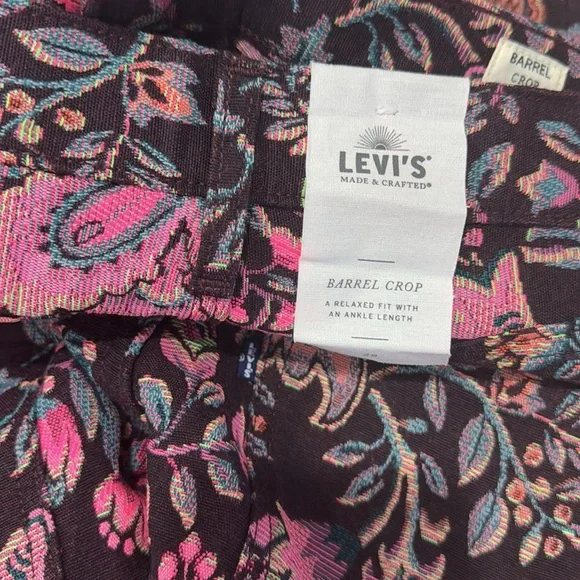 BARREL
CROP
LEVI'S®
MADE & CRAFTED®
BARREL CROP
A RELAXED FIT WITH
AN ANKLE LENGTH